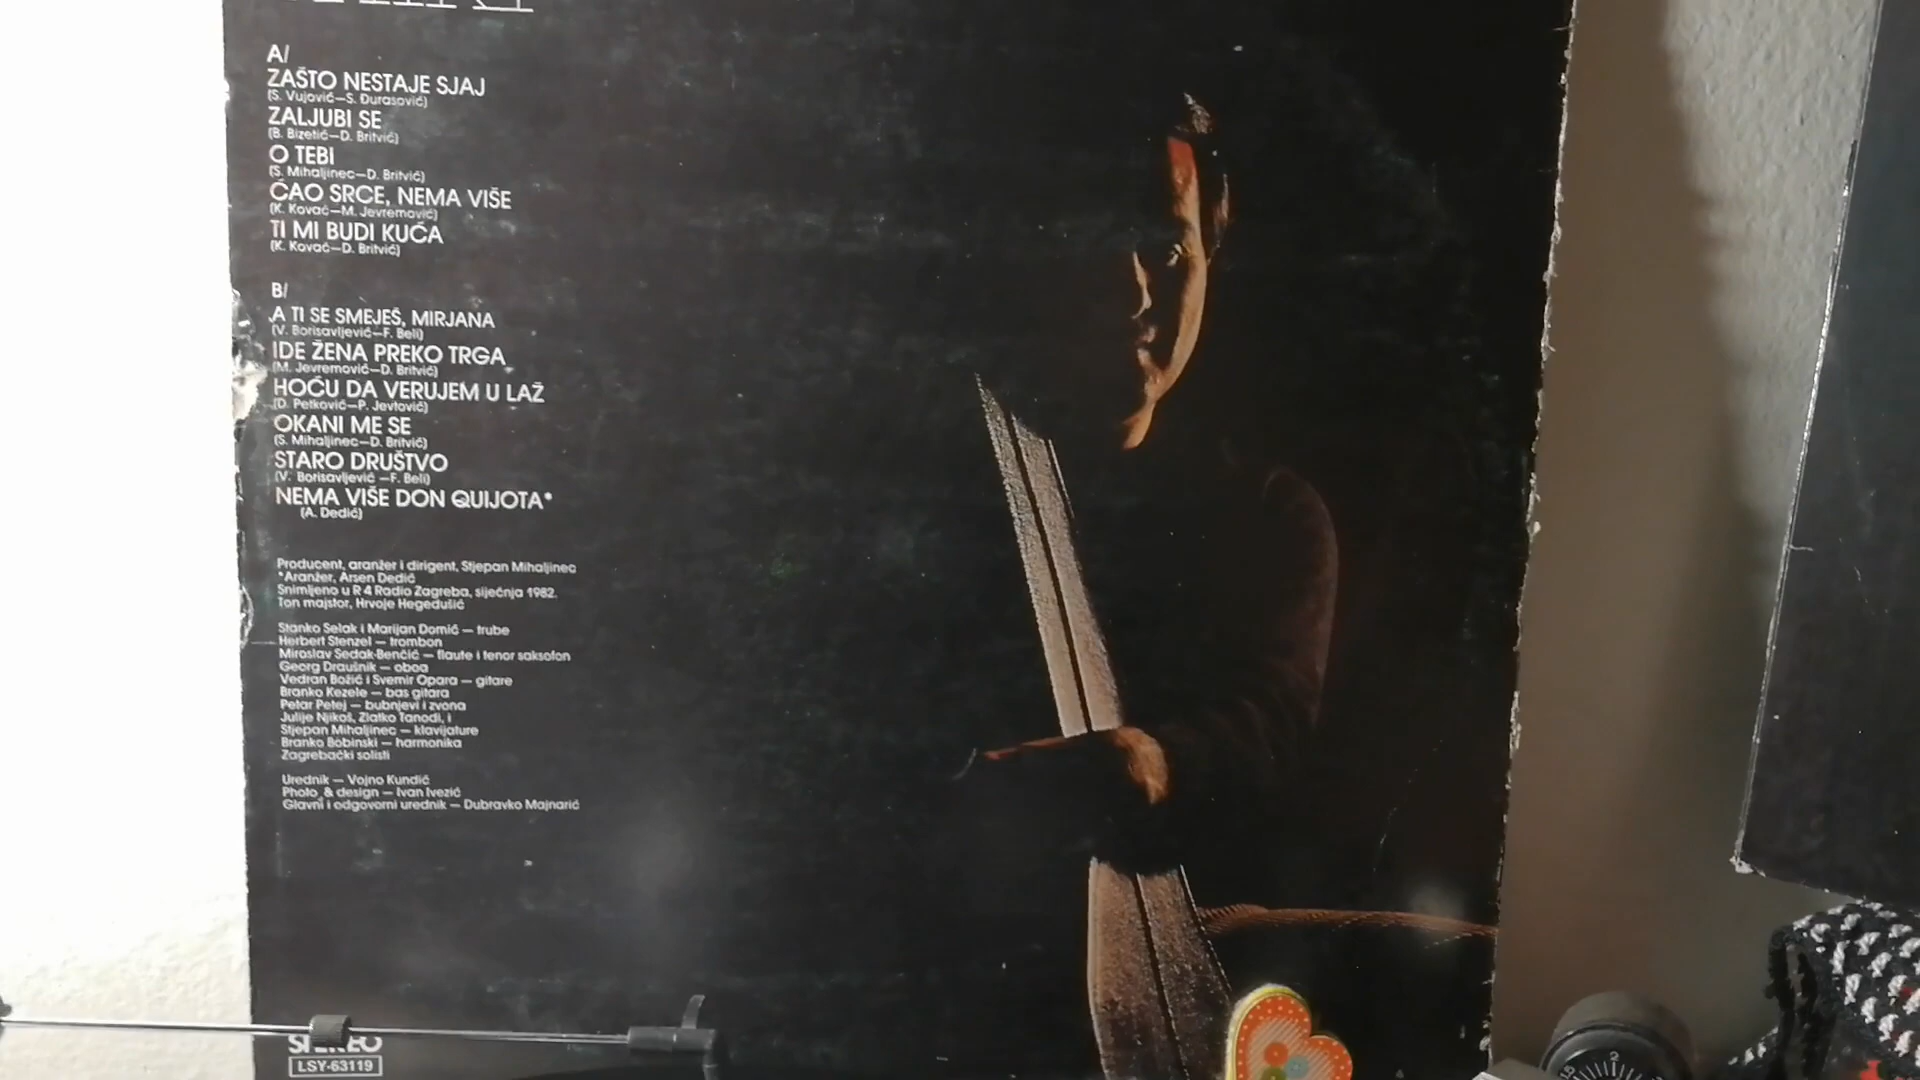 A/
ZAŠTO NESTAJE SJAJ
(S. Vujović—S. Đurasović)
ZALJUBI SE
(B. Bizetić—D. Britvić)
O TEBI
(S. Mihaljinec—D. Britvić)
ĆAO SRCE, NEMA VIŠE
(K. Kovač—M. Jevremović)
TI MI BUDI KUĆA
(K. Kovač—D. Britvić)
B/
A TI SE SMEJEŠ, MIRJANA
(V. Borisavljević—F. Beli)
IDE ŽENA PREKO TRGA
(M. Jevremović—D. Britvić)
HOĆU DA VERUJEM U LAŽ
(D. Petković—P. Jevtović)
OKANI ME SE
(S. Mihaljinec—D. Britvić)
STARO DRUŠTVO
(V. Borisavljević —F. Beli)
NEMA VIŠE DON QUIJOTA*
(A. Dedić)
Producent, aranžer i dirigent, Stjepan Mihaljinec
*Aranžer, Arsen Dedić
Snimljeno u R 4 Radio Zagreba, siječnja 1982.
Ton majstor, Hrvoje Hegedušić
Stanko Selak i Marijan Domić — trube
Herbert Stenzel — trombon
Miroslav Sedak-Benčić — flaute i tenor saksofon
Georg Draušnik — oboa
Vedran Božić i Svemir Opara — gitare
Branko Kezele — bas gitara
Petar Petej — bubnjevi i zvona
Julije Njikoš, Zlatko Tanodi, i
Stjepan Mihaljinec — klavijature
Branko Bobinski — harmonika
Zagrebački solisti
Urednik — Vojno Kundić
Photo & design — Ivan Ivezić
Glavni i odgovorni urednik — Dubravko Majnarić
STEREO
LSY-63119
2